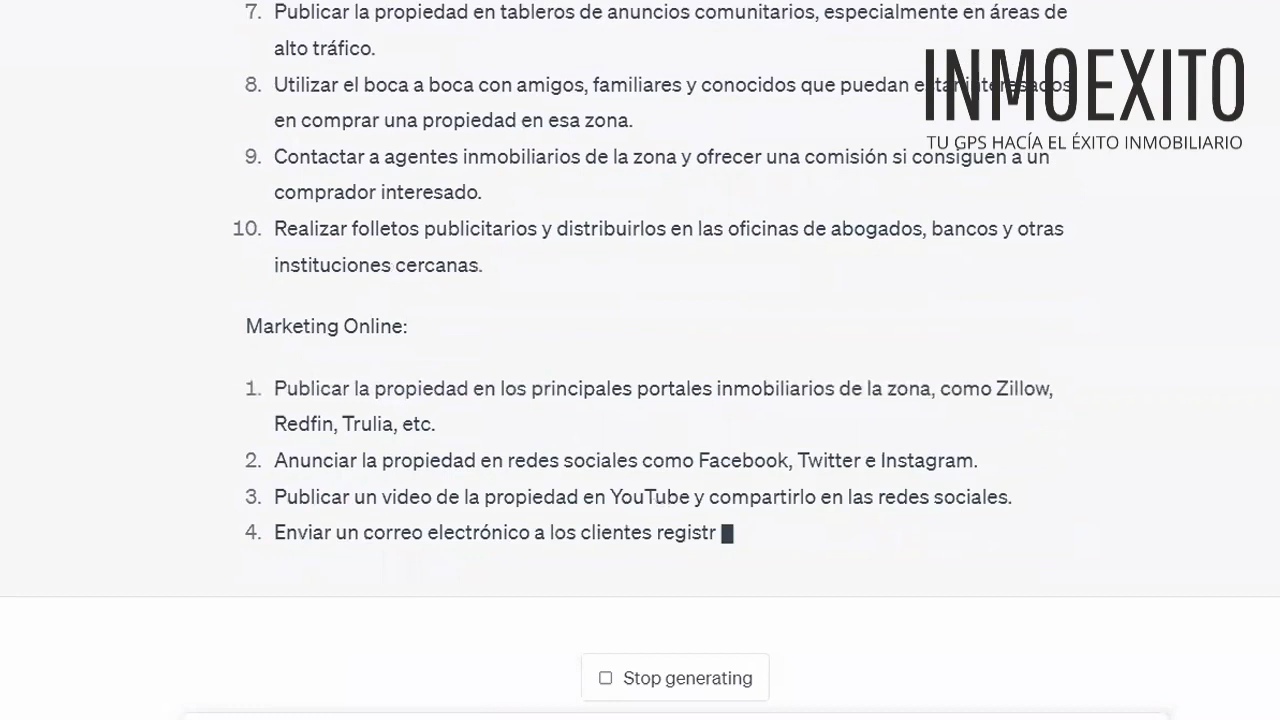 7. Publicar la propiedad en tableros de anuncios comunitarios, especialmente en áreas de
alto tráfico.
8. Utilizar el boca a boca con amigos, familiares y conocidos que puedan estar interesados
en comprar una propiedad en esa zona.
9. Contactar a agentes inmobiliarios de la zona y ofrecer una comisión si consiguen a un
comprador interesado.
10. Realizar folletos publicitarios y distribuirlos en las oficinas de abogados, bancos y otras
instituciones cercanas.
INMOEXITO
TU GPS HACÍA EL ÉXITO INMOBILIARIO
Marketing Online:
1. Publicar la propiedad en los principales portales inmobiliarios de la zona, como Zillow,
Redfin, Trulia, etc.
2. Anunciar la propiedad en redes sociales como Facebook, Twitter e Instagram.
3. Publicar un video de la propiedad en YouTube y compartirlo en las redes sociales.
4. Enviar un correo electrónico a los clientes registr
Stop generating